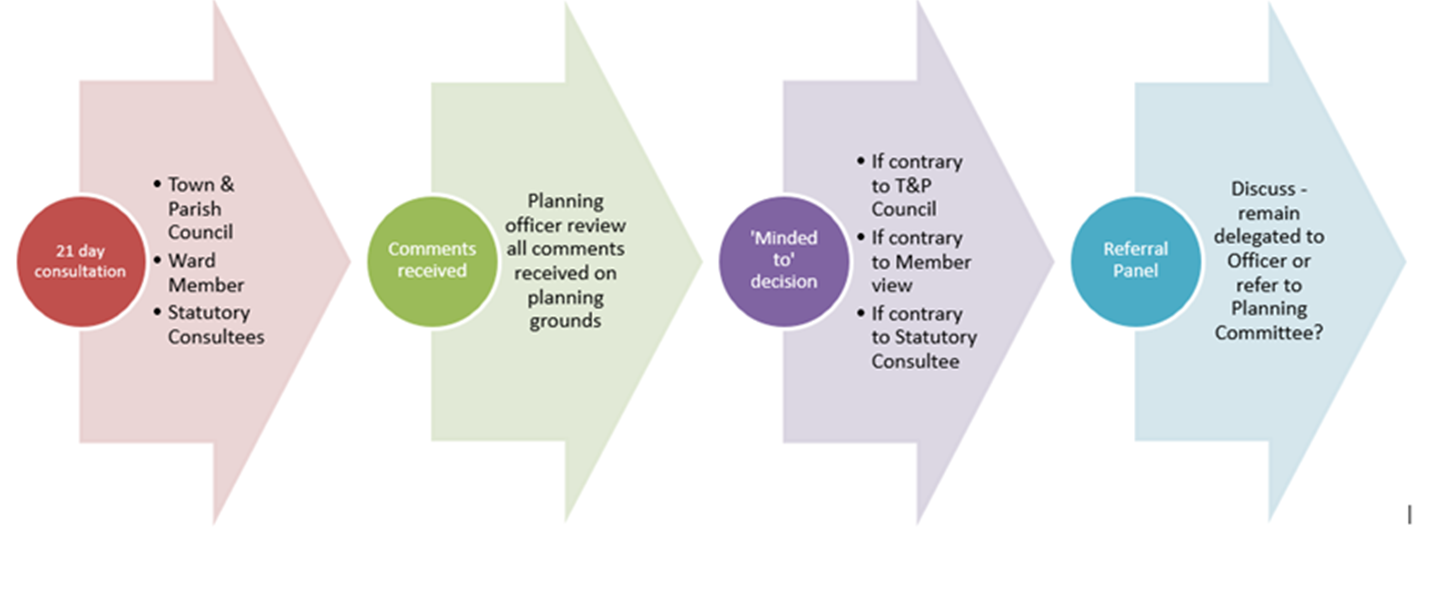 21 day
consultation
• Town &
Parish
Council
• Ward
Member
• Statutory
Consultees
Comments
received
Planning
officer review
all comments
received on
planning
grounds
'Minded
to'
decision
• If contrary
to T&P
Council
• If contrary
to Member
view
• If contrary
to Statutory
Consultee
Referral
Panel
Discuss -
remain
delegated to
Officer or
refer to
Planning
Committee?